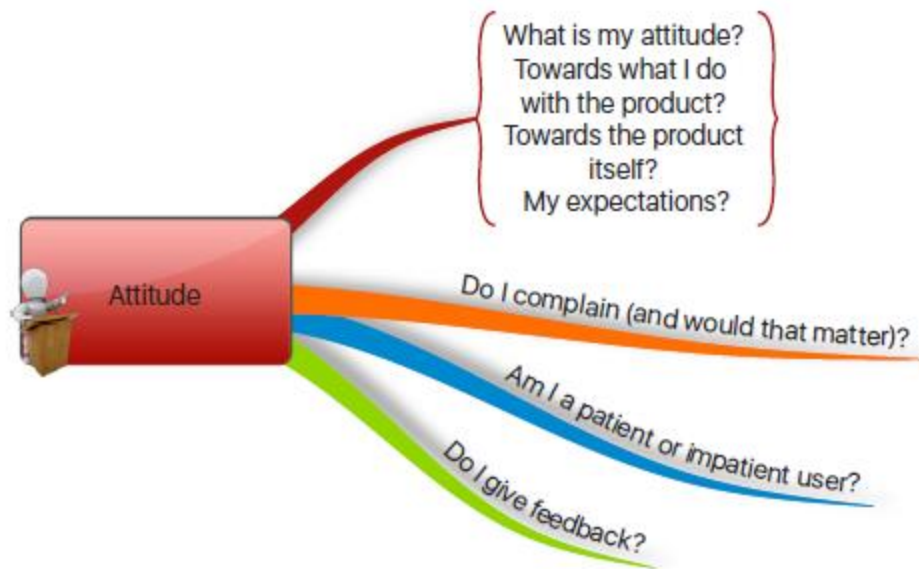 What is my attitude?
Towards what I do
with the product?
Towards the product
itself?
My expectations?
Attitude
Do I complain (and would that matter)?
Am I a patient or impatient user?
Do I give feedback?